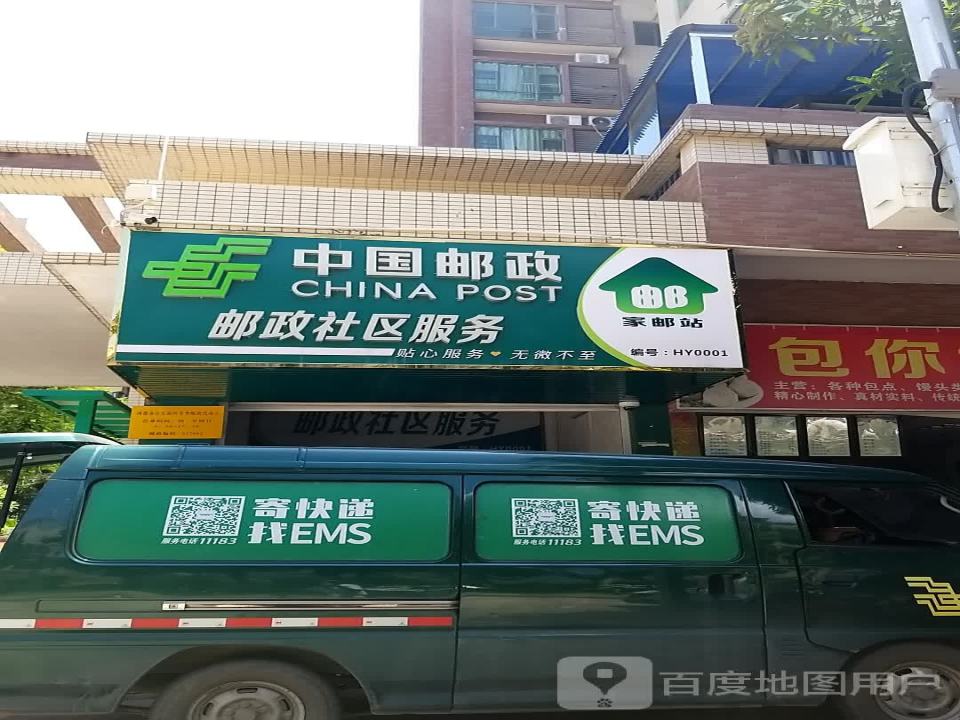 中国邮政
CHINA POST
邮政社区服务
贴心服务 无微不至
邮
家邮站
编号：HY0001
包你
主营：各种包点、馒头类
精心制作、真材实料、传统
邮政社区服务
HY0001
寄快递
找EMS
服务电话11183
寄快递
找EMS
服务电话11183
百度地图用户